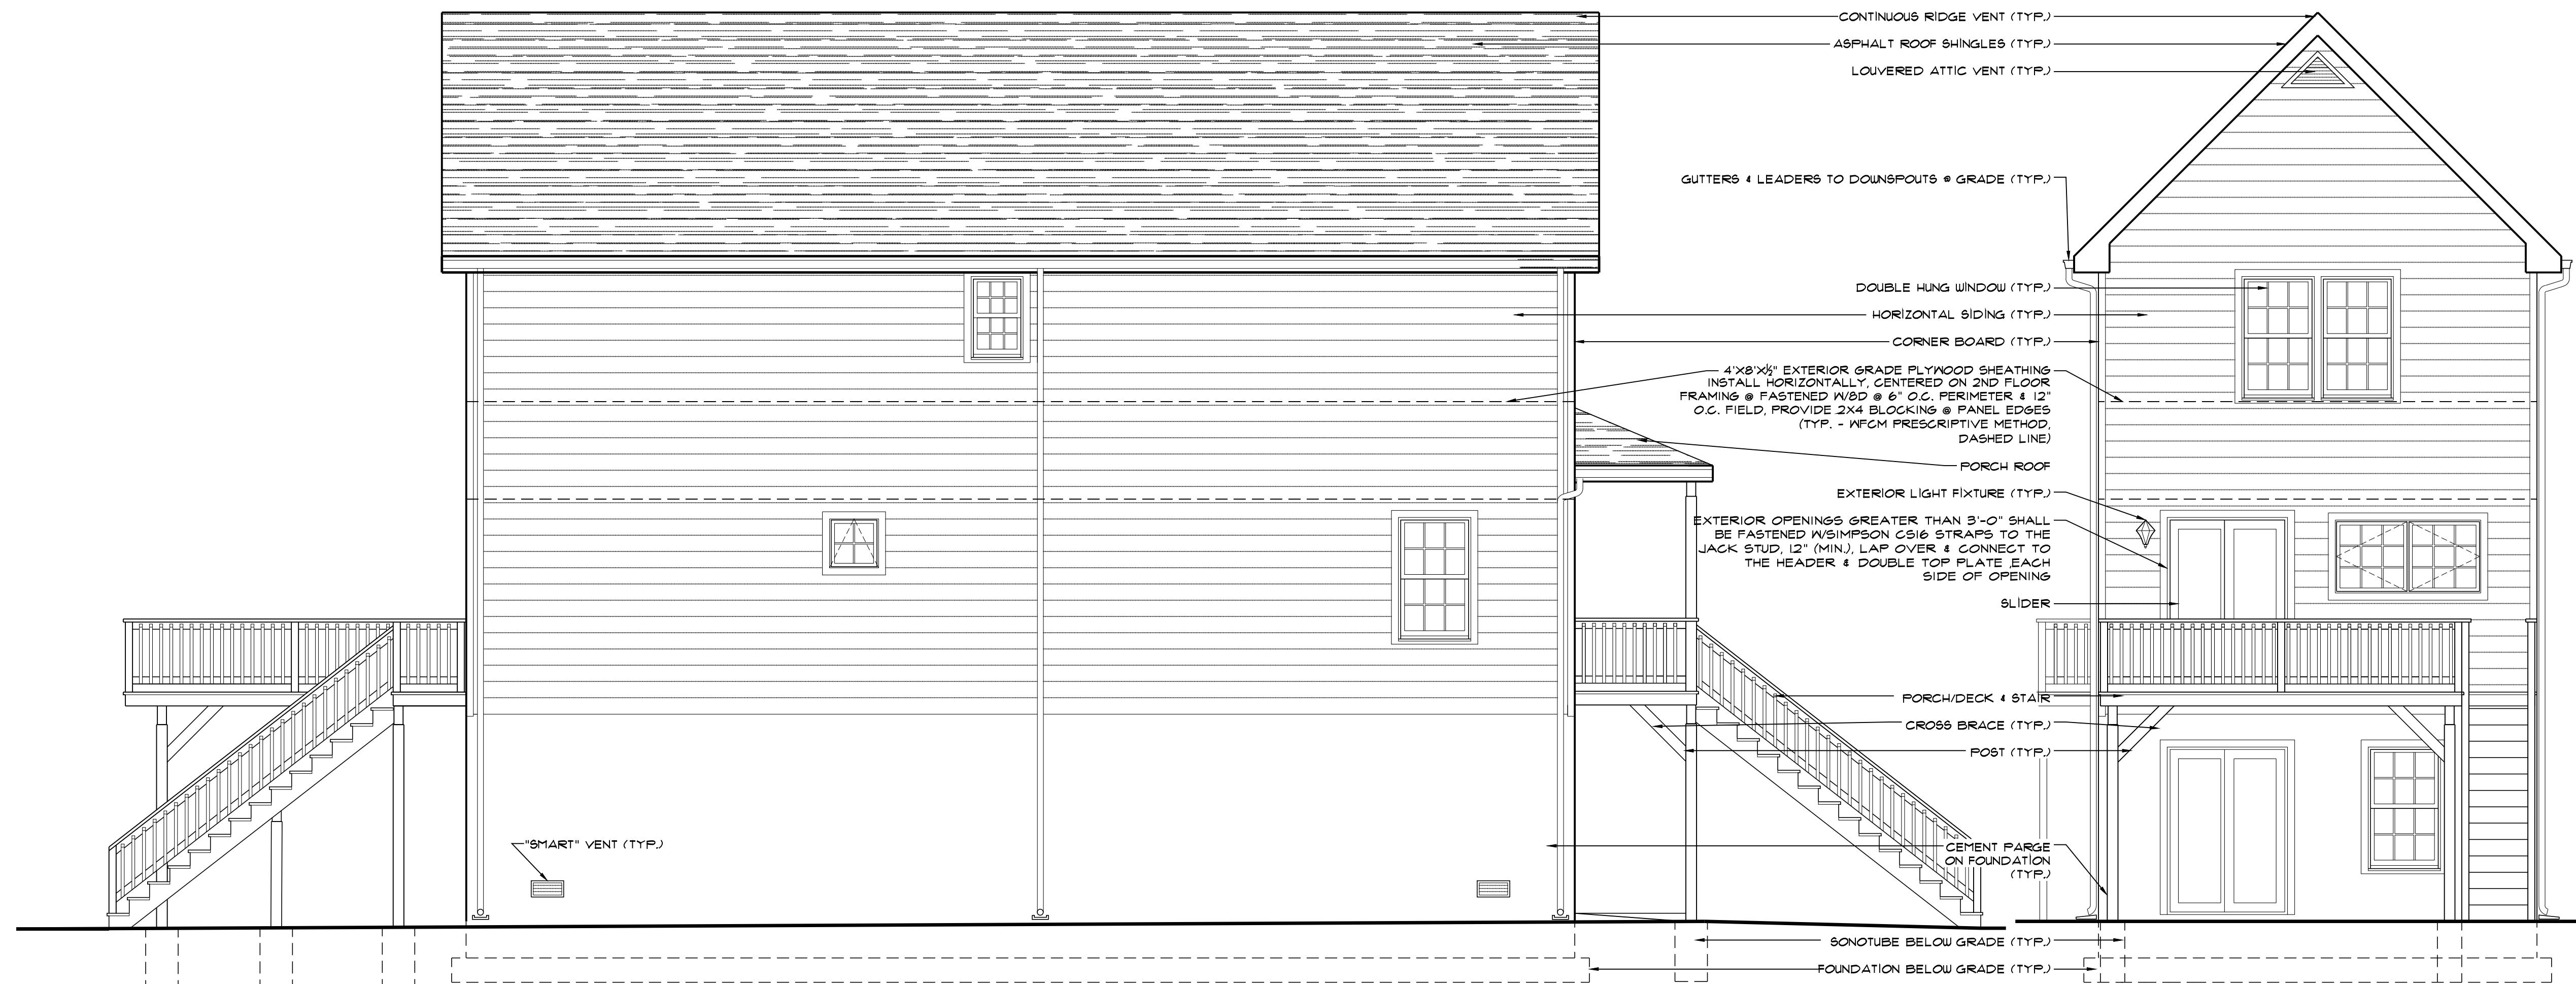 CONTINUOUS RIDGE VENT (TYP.)
ASPHALT ROOF SHINGLES (TYP.)
LOUVERED ATTIC VENT (TYP.)
GUTTERS & LEADERS TO DOWNSPOUTS @ GRADE (TYP.)
DOUBLE HUNG WINDOW (TYP.)
HORIZONTAL SIDING (TYP.)
CORNER BOARD (TYP.)
4'X8'X½" EXTERIOR GRADE PLYWOOD SHEATHING
INSTALL HORIZONTALLY, CENTERED ON 2ND FLOOR
FRAMING @ FASTENED W/8D @ 6" O.C. PERIMETER & 12"
O.C. FIELD, PROVIDE 2X4 BLOCKING @ PANEL EDGES
(TYP. - WFCM PRESCRIPTIVE METHOD,
DASHED LINE)
PORCH ROOF
EXTERIOR LIGHT FIXTURE (TYP.)
EXTERIOR OPENINGS GREATER THAN 3'-0" SHALL
BE FASTENED W/SIMPSON CS16 STRAPS TO THE
JACK STUD, 12" (MIN.), LAP OVER & CONNECT TO
THE HEADER & DOUBLE TOP PLATE ,EACH
SIDE OF OPENING
SLIDER
PORCH/DECK & STAIR
CROSS BRACE (TYP.)
POST (TYP.)
"SMART" VENT (TYP.)
CEMENT PARGE
ON FOUNDATION
(TYP.)
SONOTUBE BELOW GRADE (TYP.)
FOUNDATION BELOW GRADE (TYP.)